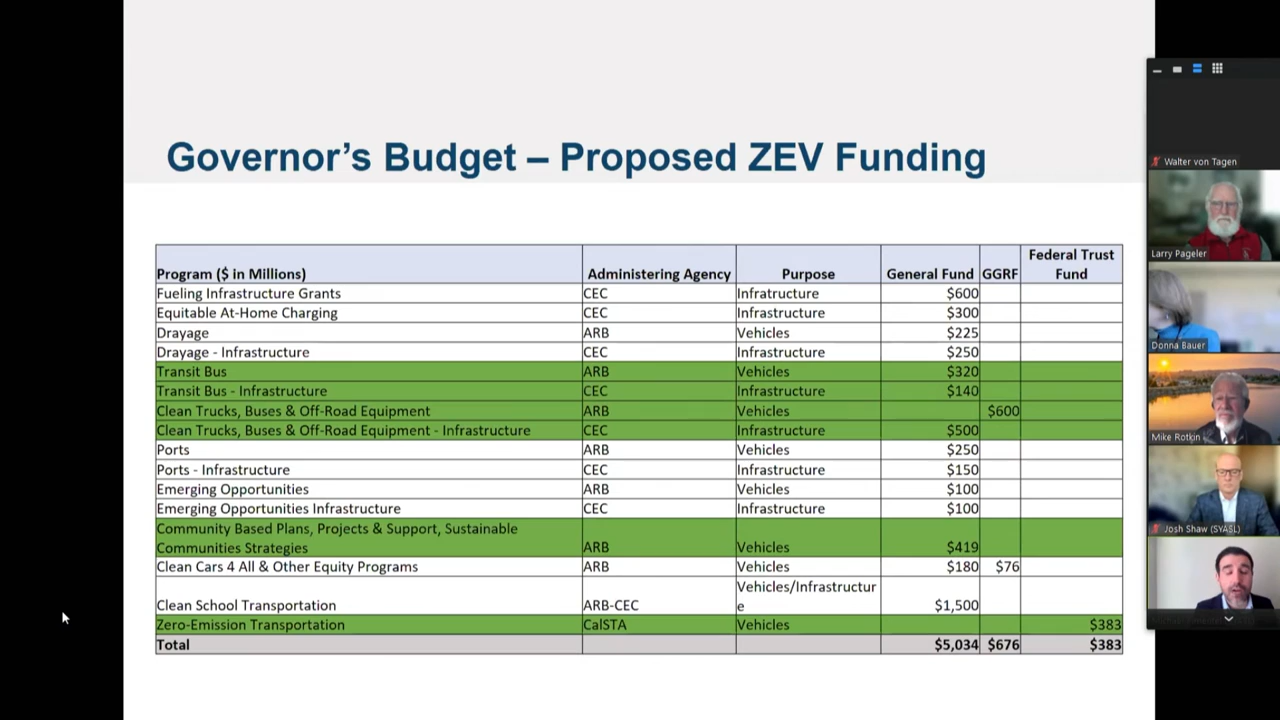 Governor's Budget – Proposed ZEV Funding
Program ($ in Millions) Administering Agency Purpose General Fund GGRF Federal Trust Fund
Fueling Infrastructure Grants CEC Infratructure $600
Equitable At-Home Charging CEC Infrastructure $300
Drayage ARB Vehicles $225
Drayage - Infrastructure CEC Infrastructure $250
Transit Bus ARB Vehicles $320
Transit Bus - Infrastructure CEC Infrastructure $140
Clean Trucks, Buses & Off-Road Equipment ARB Vehicles $600
Clean Trucks, Buses & Off-Road Equipment - Infrastructure CEC Infrastructure $500
Ports ARB Vehicles $250
Ports - Infrastructure CEC Infrastructure $150
Emerging Opportunities ARB Vehicles $100
Emerging Opportunities Infrastructure CEC Infrastructure $100
Community Based Plans, Projects & Support, Sustainable
Communities Strategies ARB Vehicles $419
Clean Cars 4 All & Other Equity Programs ARB Vehicles $180 $76
Vehicles/Infrastructur
Clean School Transportation ARB-CEC e $1,500
Zero-Emission Transportation CalSTA Vehicles $383
Total $5,034 $676 $383
Walter von Tagen
Larry Pageler
Donna Bauer
Mike Rotkin
Josh Shaw (SYASL)